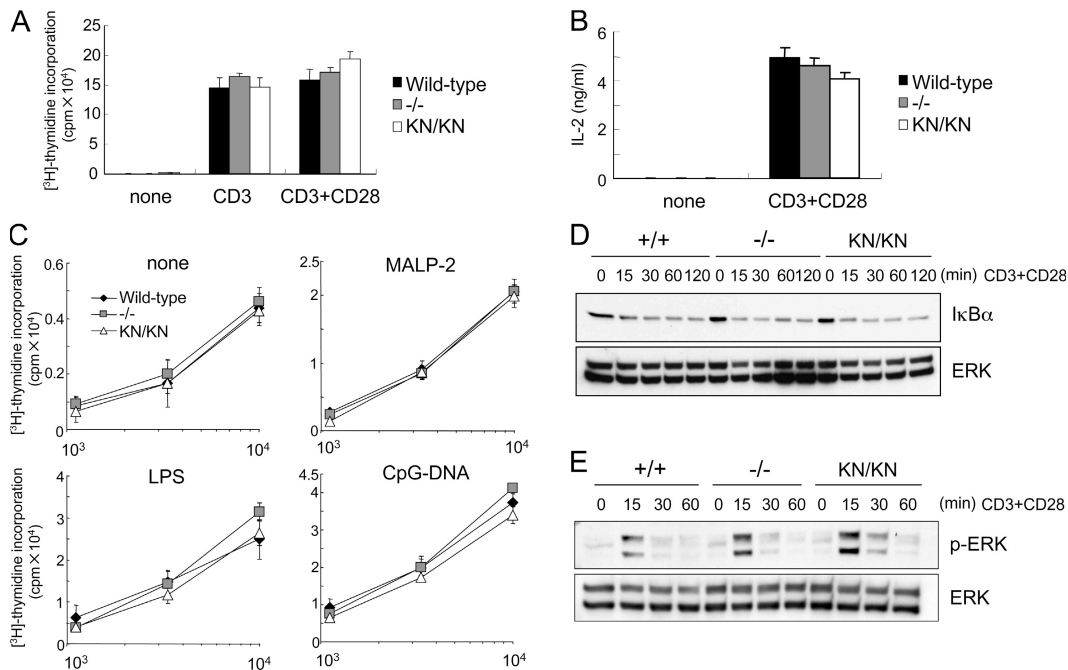 A
[³H]-thymidine incorporation
(cpm×10⁴)
25
20
15
10
5
0
none
CD3
CD3+CD28
Wild-type
-/-
KN/KN
B
IL-2 (ng/ml)
6
4
2
0
none
CD3+CD28
Wild-type
-/-
KN/KN
C
none
[³H]-thymidine incorporation
(cpm×10⁴)
0.6
0.4
0.2
0
10³
10⁴
Wild-type
-/-
KN/KN
MALP-2
2
1
0
10³
10⁴
LPS
[³H]-thymidine incorporation
(cpm×10⁴)
4
3
2
1
0
10³
10⁴
CpG-DNA
4.5
4
3
2
1
0
10³
10⁴
D
+/+ -/- KN/KN
0 15 30 60 120 0 15 30 60 120 0 15 30 60 120 (min) CD3+CD28
IκBα
ERK
E
+/+ -/- KN/KN
0 15 30 60 0 15 30 60 0 15 30 60 (min) CD3+CD28
p-ERK
ERK